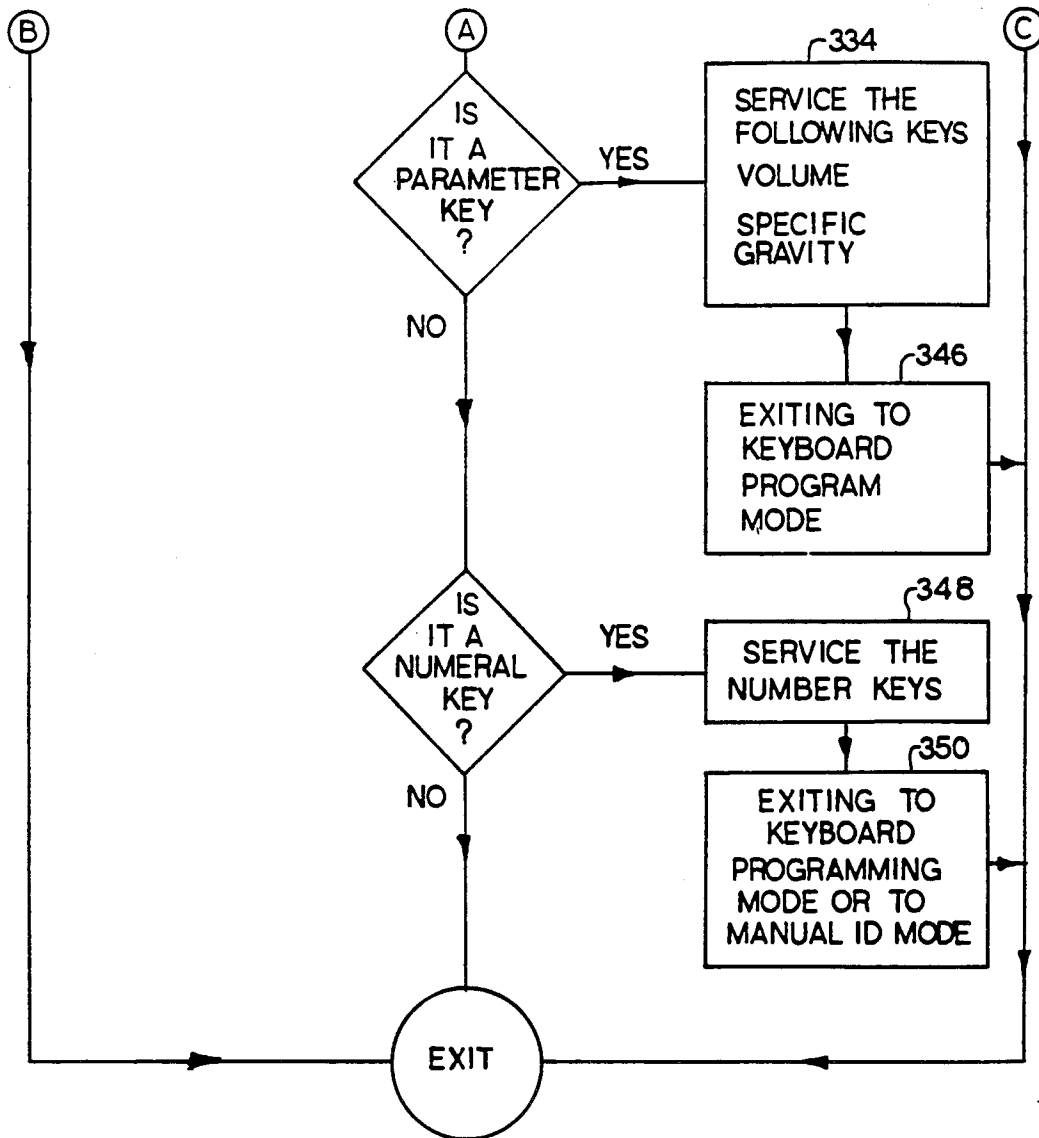 B
A
C
IS
IT A
PARAMETER
KEY
?
YES
NO
334
SERVICE THE
FOLLOWING KEYS
VOLUME
SPECIFIC
GRAVITY
346
EXITING TO
KEYBOARD
PROGRAM
MODE
IS
IT A
NUMERAL
KEY
?
YES
NO
348
SERVICE THE
NUMBER KEYS
350
EXITING TO
KEYBOARD
PROGRAMMING
MODE OR TO
MANUAL ID MODE
EXIT